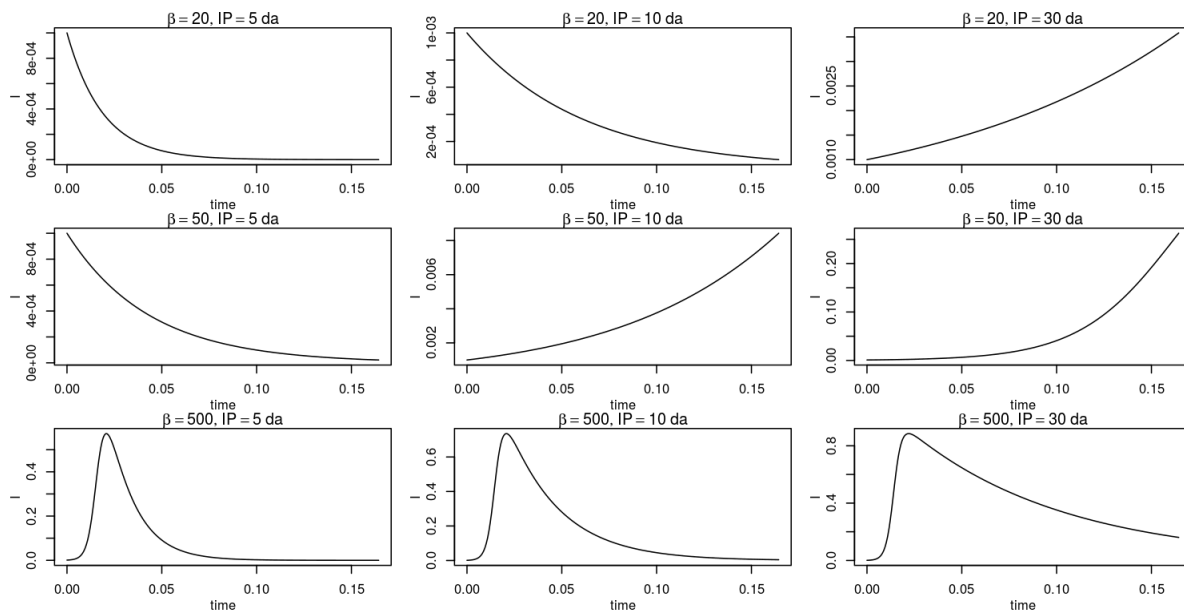 β = 20, IP = 5 da
I
0e+00 4e-04 8e-04
0.00 0.05 0.10 0.15
time
β = 20, IP = 10 da
I
2e-04 6e-04 1e-03
0.00 0.05 0.10 0.15
time
β = 20, IP = 30 da
I
0.0010 0.0025
0.00 0.05 0.10 0.15
time
β = 50, IP = 5 da
I
0e+00 4e-04 8e-04
0.00 0.05 0.10 0.15
time
β = 50, IP = 10 da
I
0.002 0.006
0.00 0.05 0.10 0.15
time
β = 50, IP = 30 da
I
0.00 0.10 0.20
0.00 0.05 0.10 0.15
time
β = 500, IP = 5 da
I
0.0 0.2 0.4
0.00 0.05 0.10 0.15
time
β = 500, IP = 10 da
I
0.0 0.2 0.4 0.6
0.00 0.05 0.10 0.15
time
β = 500, IP = 30 da
I
0.0 0.4 0.8
0.00 0.05 0.10 0.15
time